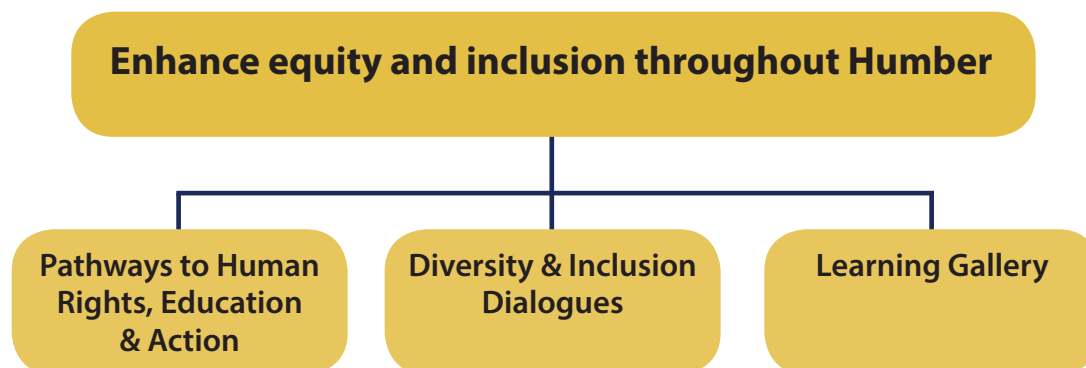 Enhance equity and inclusion throughout Humber
Pathways to Human
Rights, Education
& Action
Diversity & Inclusion
Dialogues
Learning Gallery